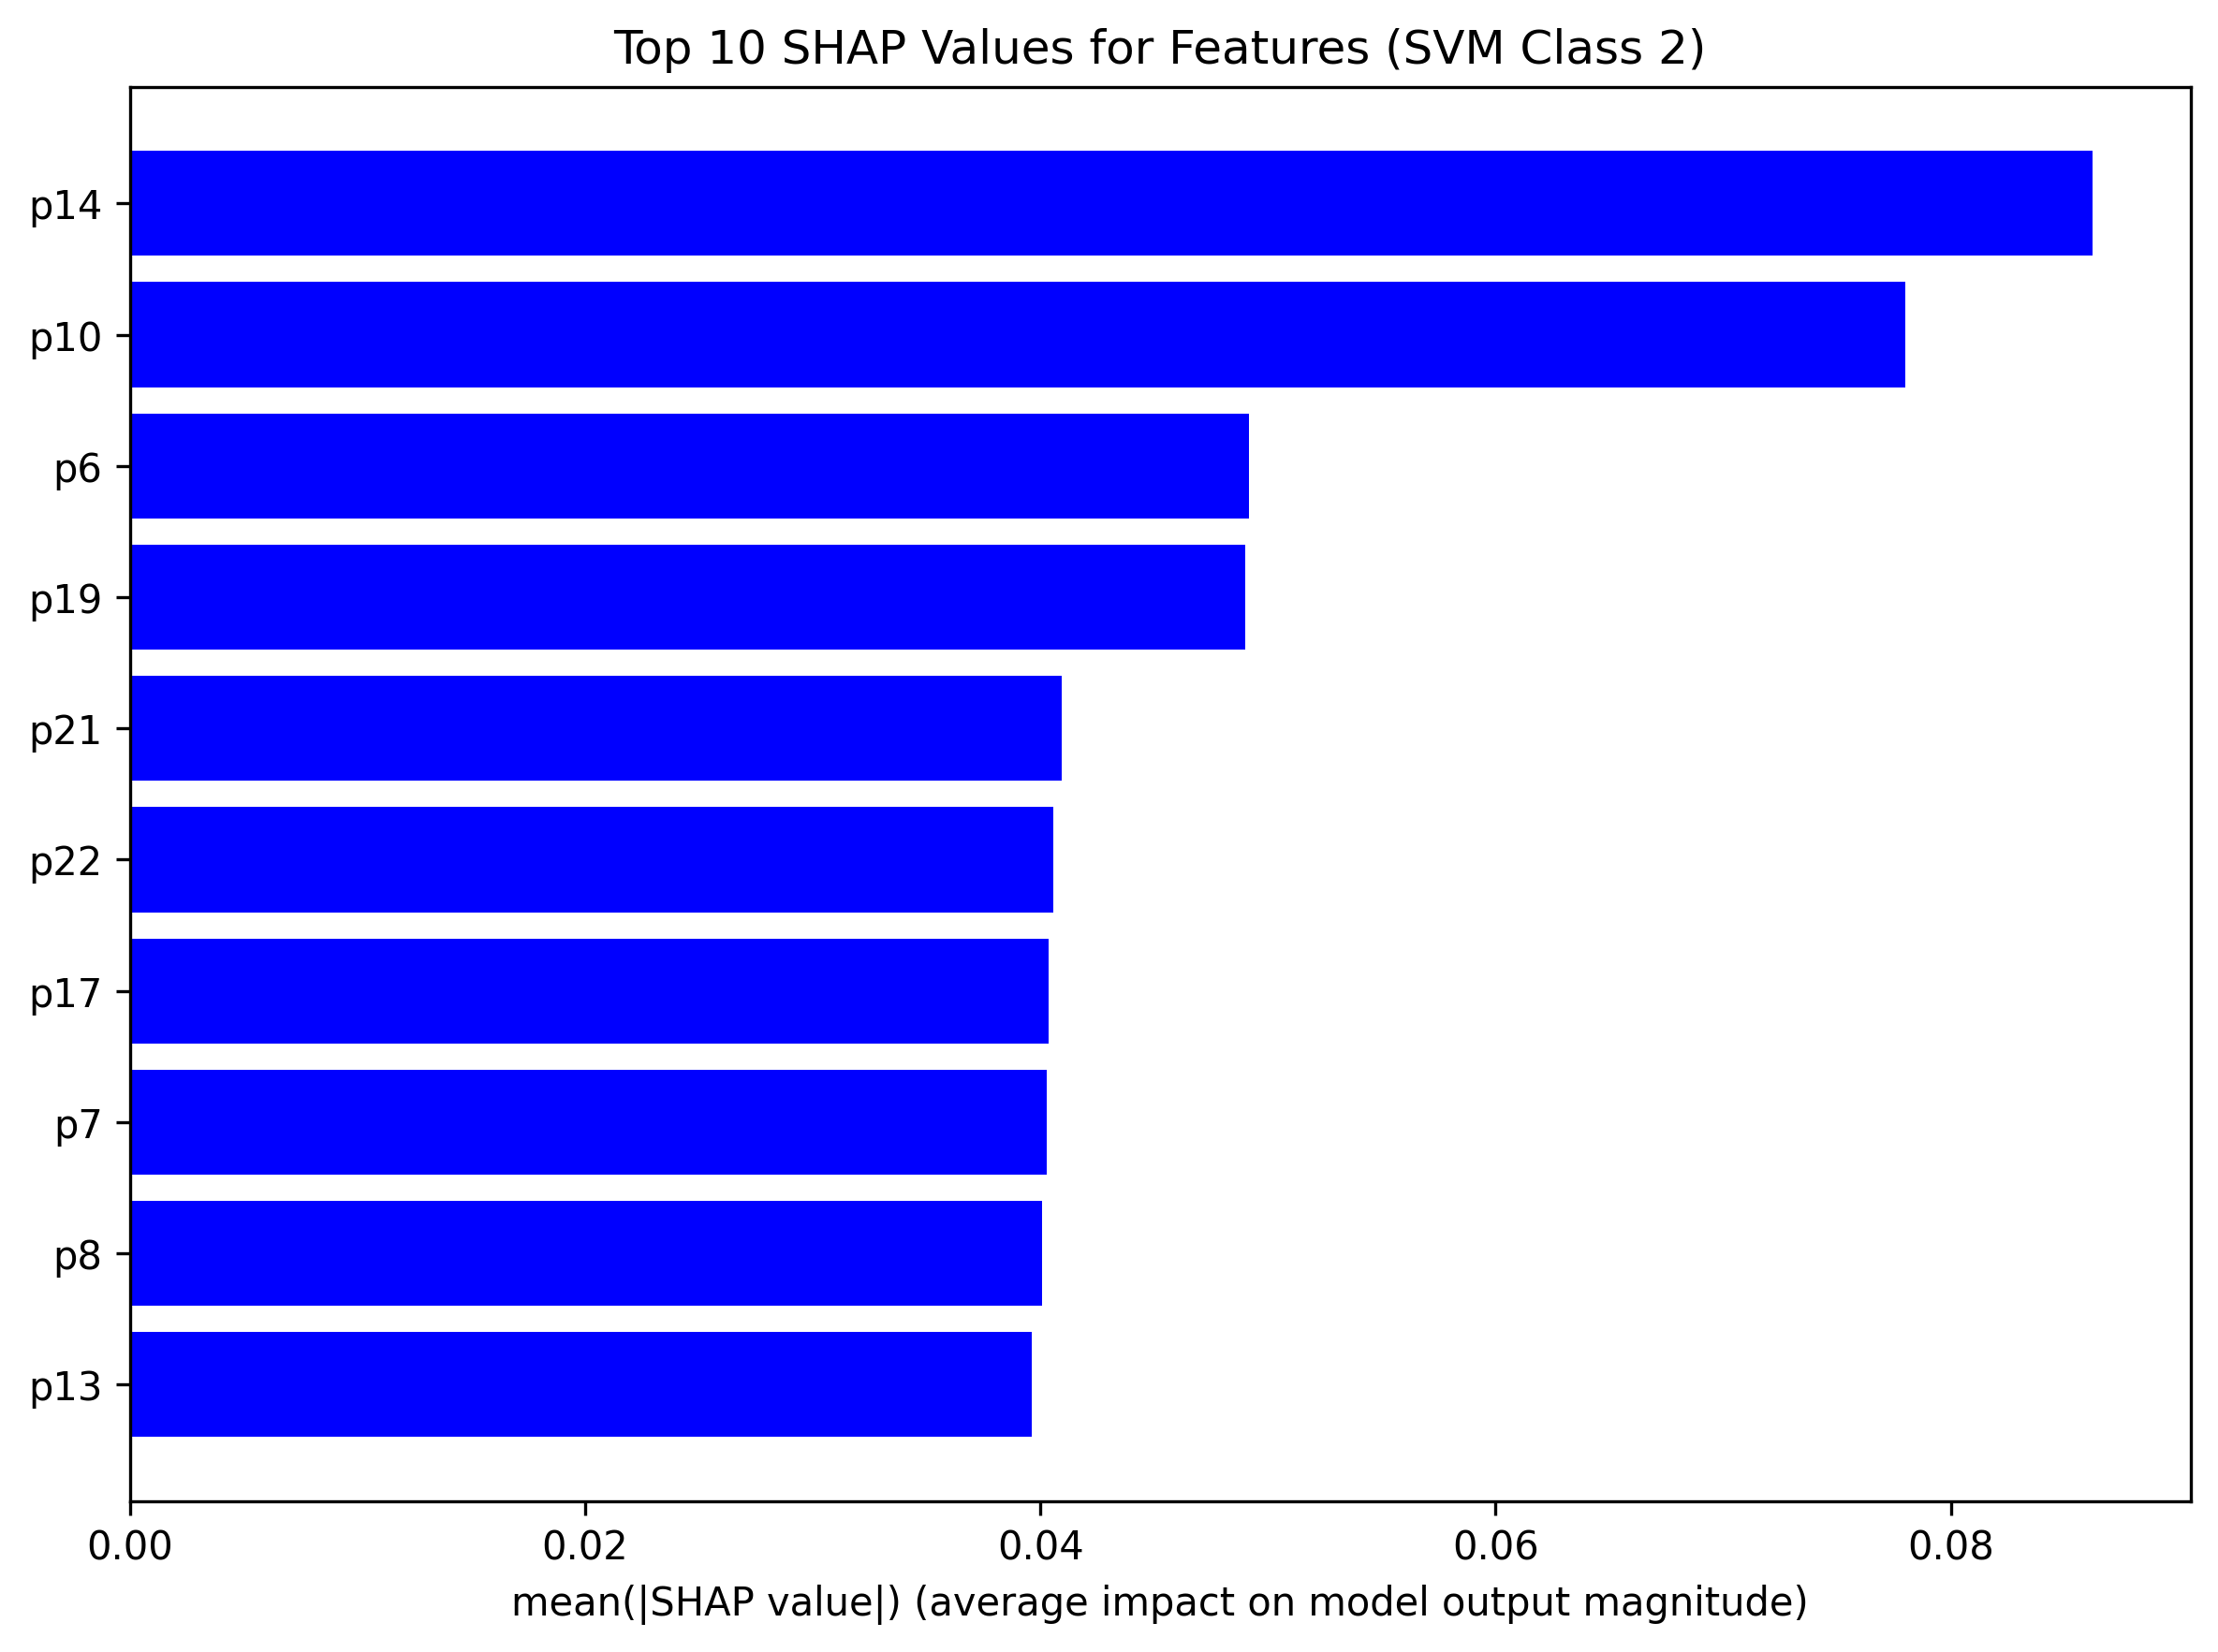 Top 10 SHAP Values for Features (SVM Class 2)
p14
p10
p6
p19
p21
p22
p17
p7
p8
p13
0.00 0.02 0.04 0.06 0.08
mean(|SHAP value|) (average impact on model output magnitude)